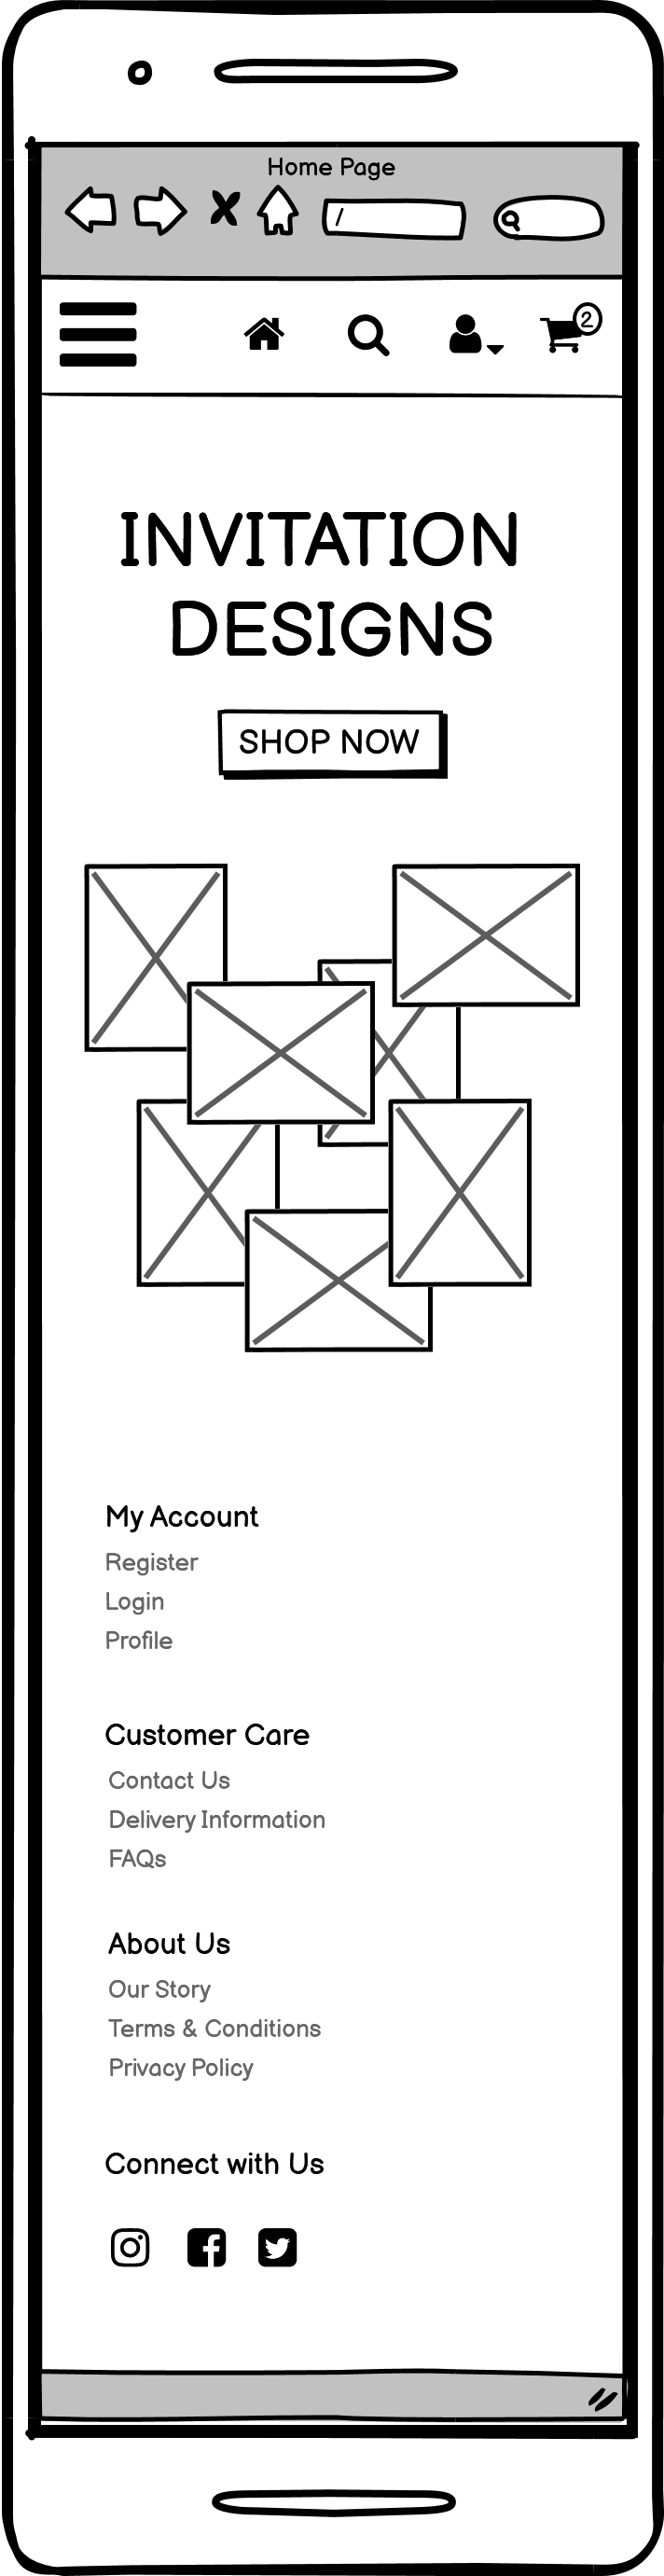 Home Page
/
2
INVITATION
DESIGNS
SHOP NOW
My Account
Register
Login
Profile
Customer Care
Contact Us
Delivery Information
FAQs
About Us
Our Story
Terms & Conditions
Privacy Policy
Connect with Us